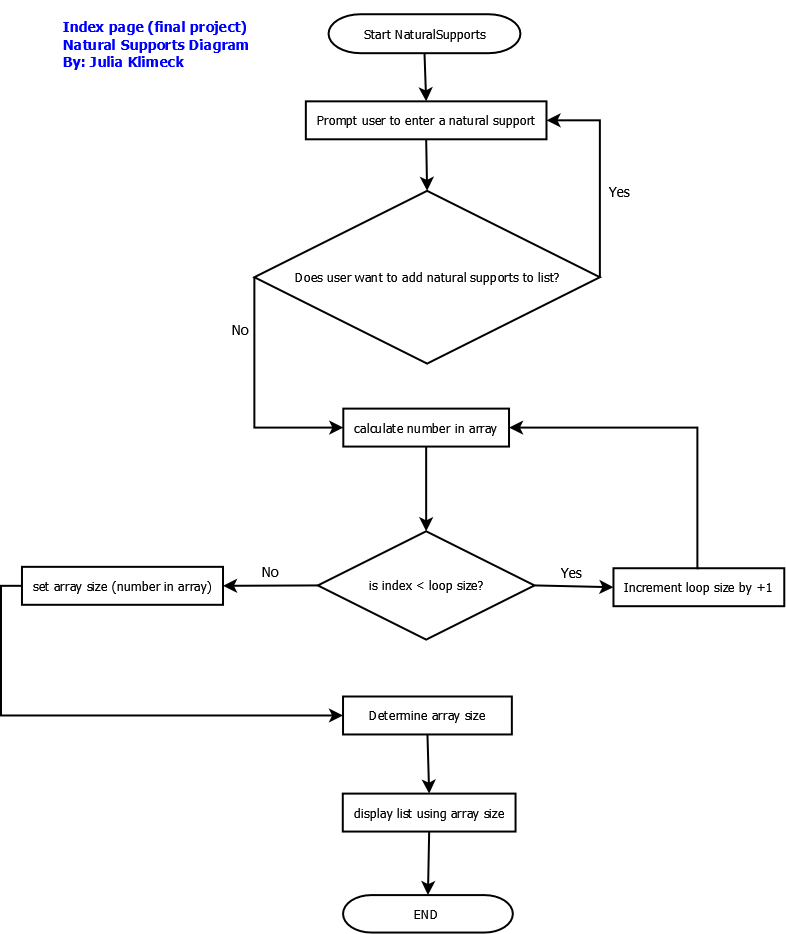 Index page (final project)
Natural Supports Diagram
By: Julia Klimeck
Start NaturalSupports
Prompt user to enter a natural support
Yes
Does user want to add natural supports to list?
No
calculate number in array
is index < loop size?
No
Yes
set array size (number in array)
Increment loop size by +1
Determine array size
display list using array size
END